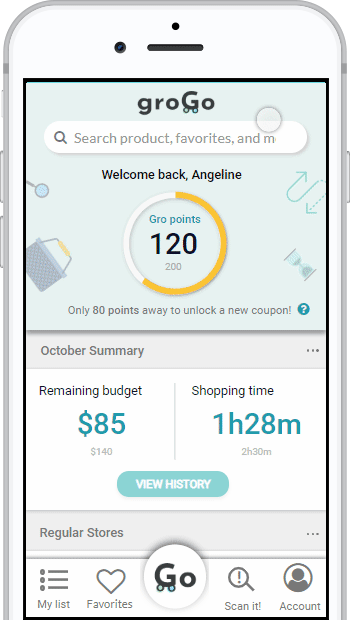 groGo
Search product, favorites, and m
Welcome back, Angeline
Gro points
120
200
Only 80 points away to unlock a new coupon! ?
October Summary
Remaining budget Shopping time
$85 1h28m
$140 2h30m
VIEW HISTORY
Regular Stores
Go
My list Favorites Scan it! Account